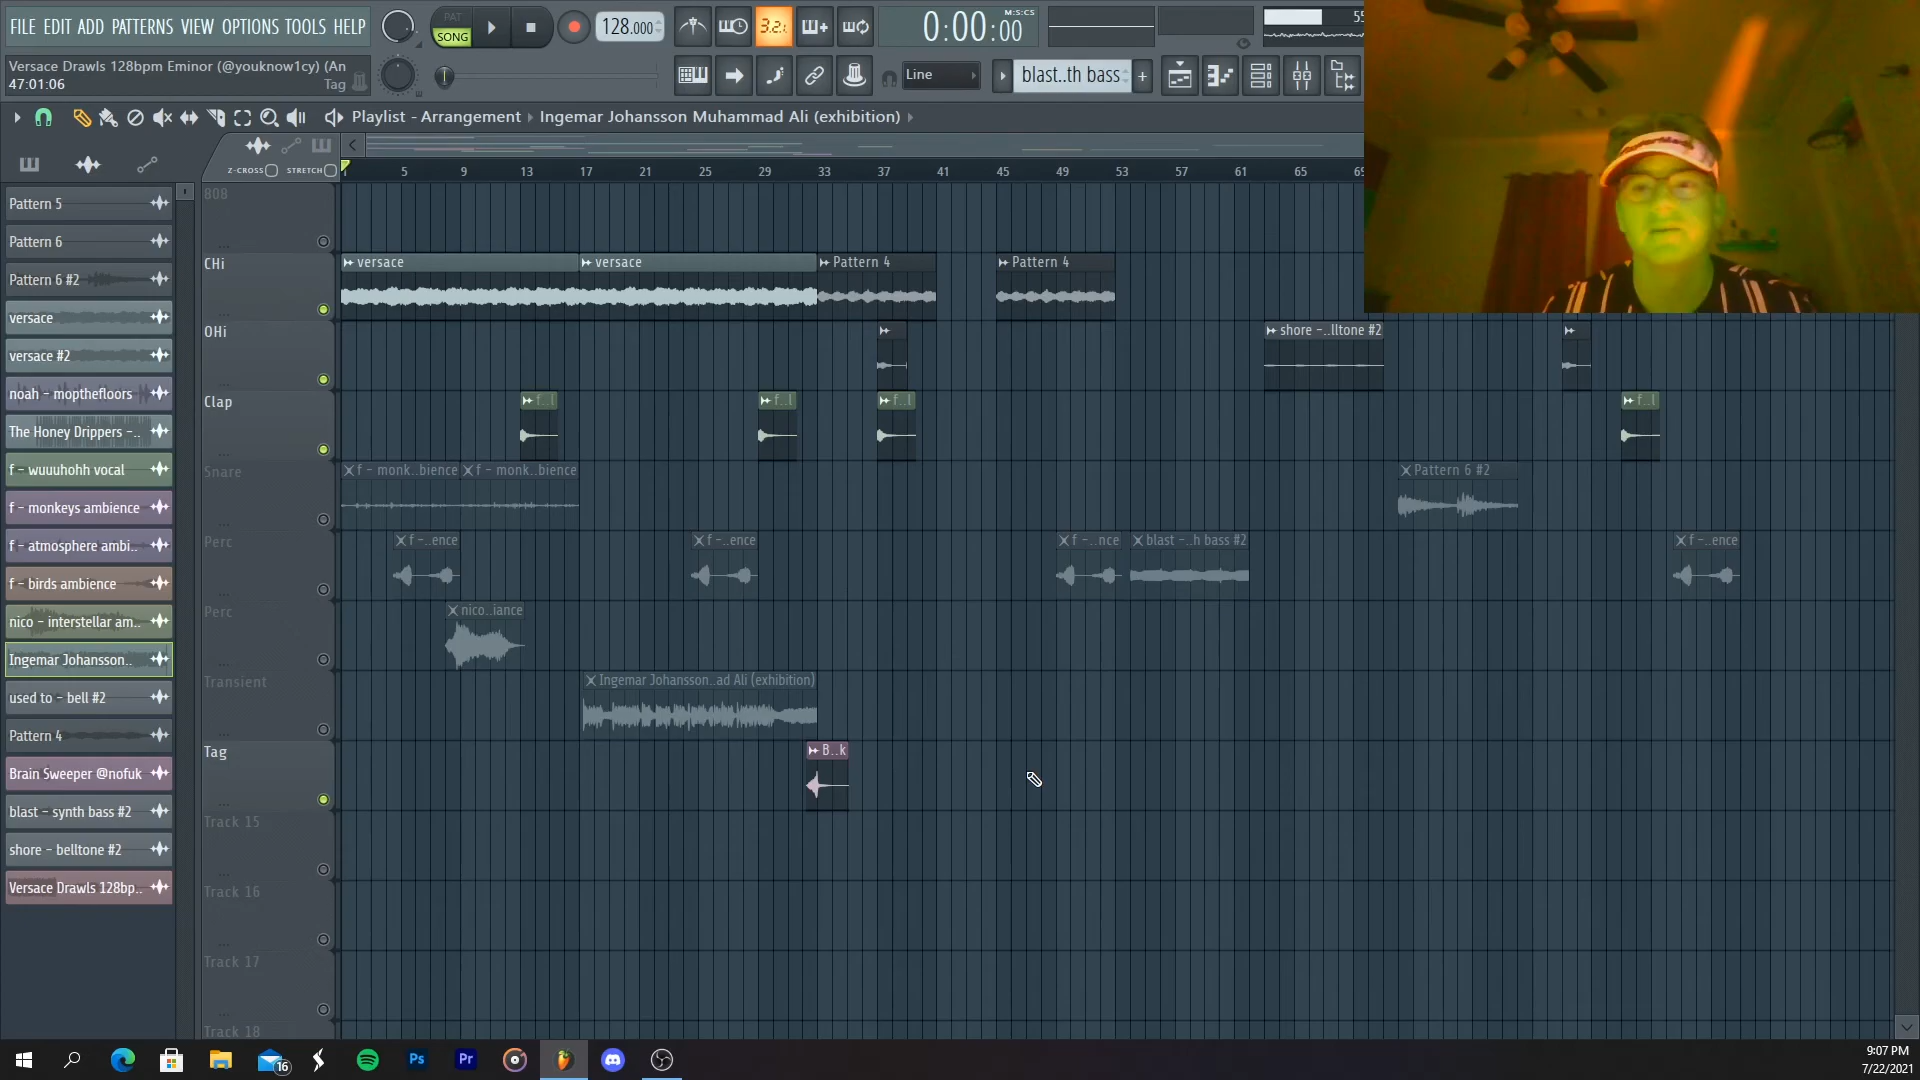 FILE EDIT ADD PATTERNS VIEW OPTIONS TOOLS HELP
PAT
SONG
128.000
3.2.
0:00:00
M:S:CS
55
Versace Drawls 128bpm Eminor (@youknow1cy) (An
47:01:06
Tag
Line
blast..th bass
Playlist - Arrangement
Ingemar Johansson Muhammad Ali (exhibition)
Z-CROSS
STRETCH
1 5 9 13 17 21 25 29 33 37 41 45 49 53 57 61 65 69
Pattern 5
Pattern 6
Pattern 6 #2
versace
versace #2
noah - mopthefloors
The Honey Drippers -..
f - wuuuhohh vocal
f - monkeys ambience
f - atmosphere ambi..
f - birds ambience
nico - interstellar am..
Ingemar Johansson..
used to - bell #2
Pattern 4
Brain Sweeper @nofuk
blast - synth bass #2
shore - belltone #2
Versace Drawls 128bp..
808
CHi
versace
versace
Pattern 4
Pattern 4
OHi
shore -..lltone #2
Clap
f..l
f..l
f..l
f..l
Snare
f - monk..bience
f - monk..bience
Pattern 6 #2
Perc
f -..ence
f -..ence
f -..nce
blast -..h bass #2
f -..ence
Perc
nico..iance
Transient
Ingemar Johansson..ad Ali (exhibition)
Tag
B..k
Track 15
Track 16
Track 17
Track 18
16
Ps
Pr
9:07 PM
7/22/2021